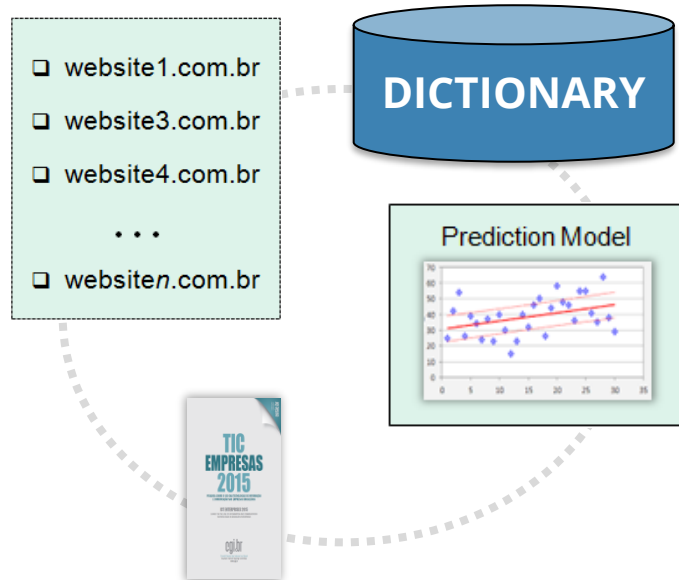 ❑ website1.com.br
❑ website3.com.br
❑ website4.com.br
• • •
❑ websiten.com.br
DICTIONARY
Prediction Model
70
60
50
40
30
20
10
0
0 5 10 15 20 25 30 35
TIC
EMPRESAS
2015
cgi.br